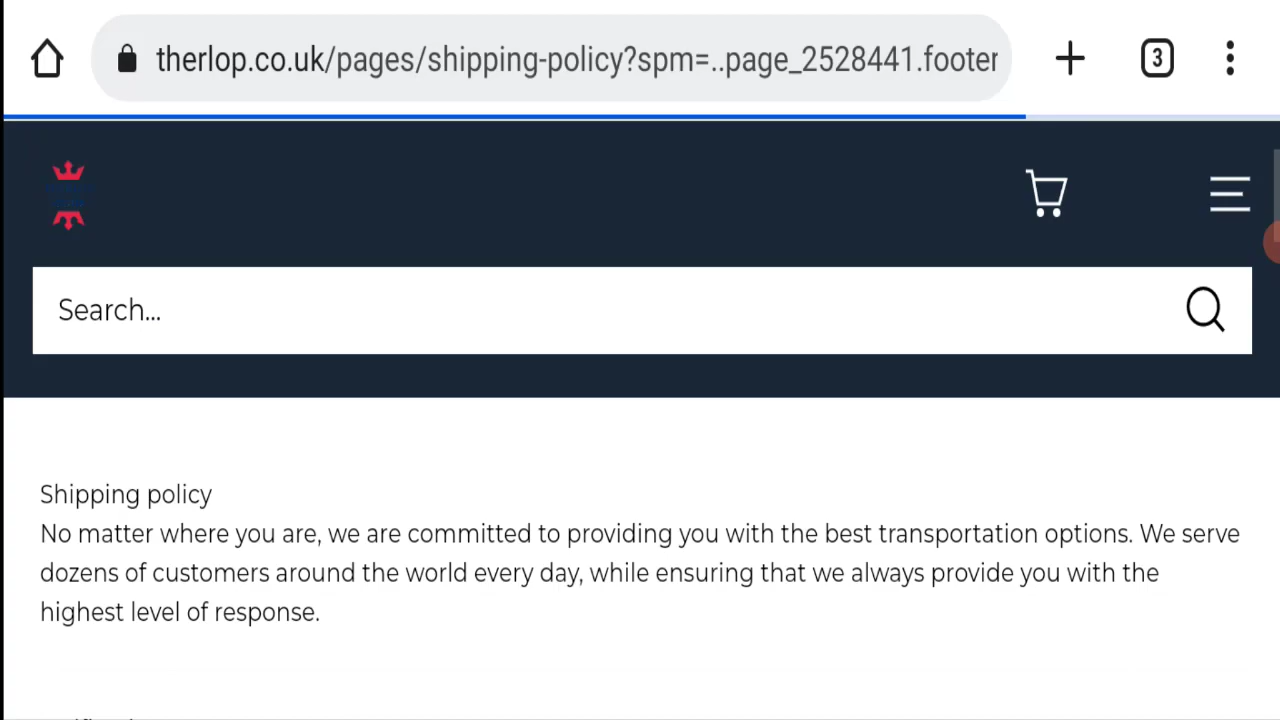 therlop.co.uk/pages/shipping-policy?spm=..page_2528441.footer
3
Search...
Shipping policy
No matter where you are, we are committed to providing you with the best transportation options. We serve
dozens of customers around the world every day, while ensuring that we always provide you with the
highest level of response.